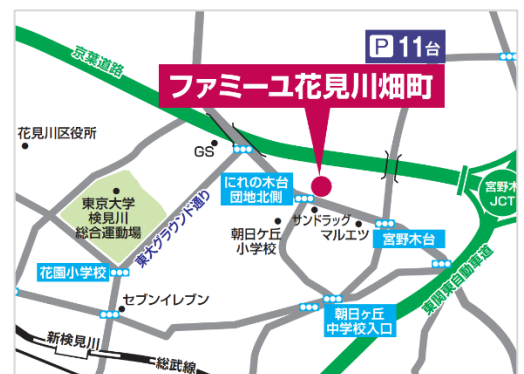 京葉道路
P 11台
ファミーユ花見川畑町
花見川区役所
GS
にれの木台
団地北側
宮野木
JCT
東京大学
検見川
総合運動場
東大グラウンド通り
サンドラッグ
マルエツ
朝日ケ丘
小学校
宮野木台
花園小学校
東関東自動車道
セブンイレブン
朝日ケ丘
中学校入口
新検見川
総武線